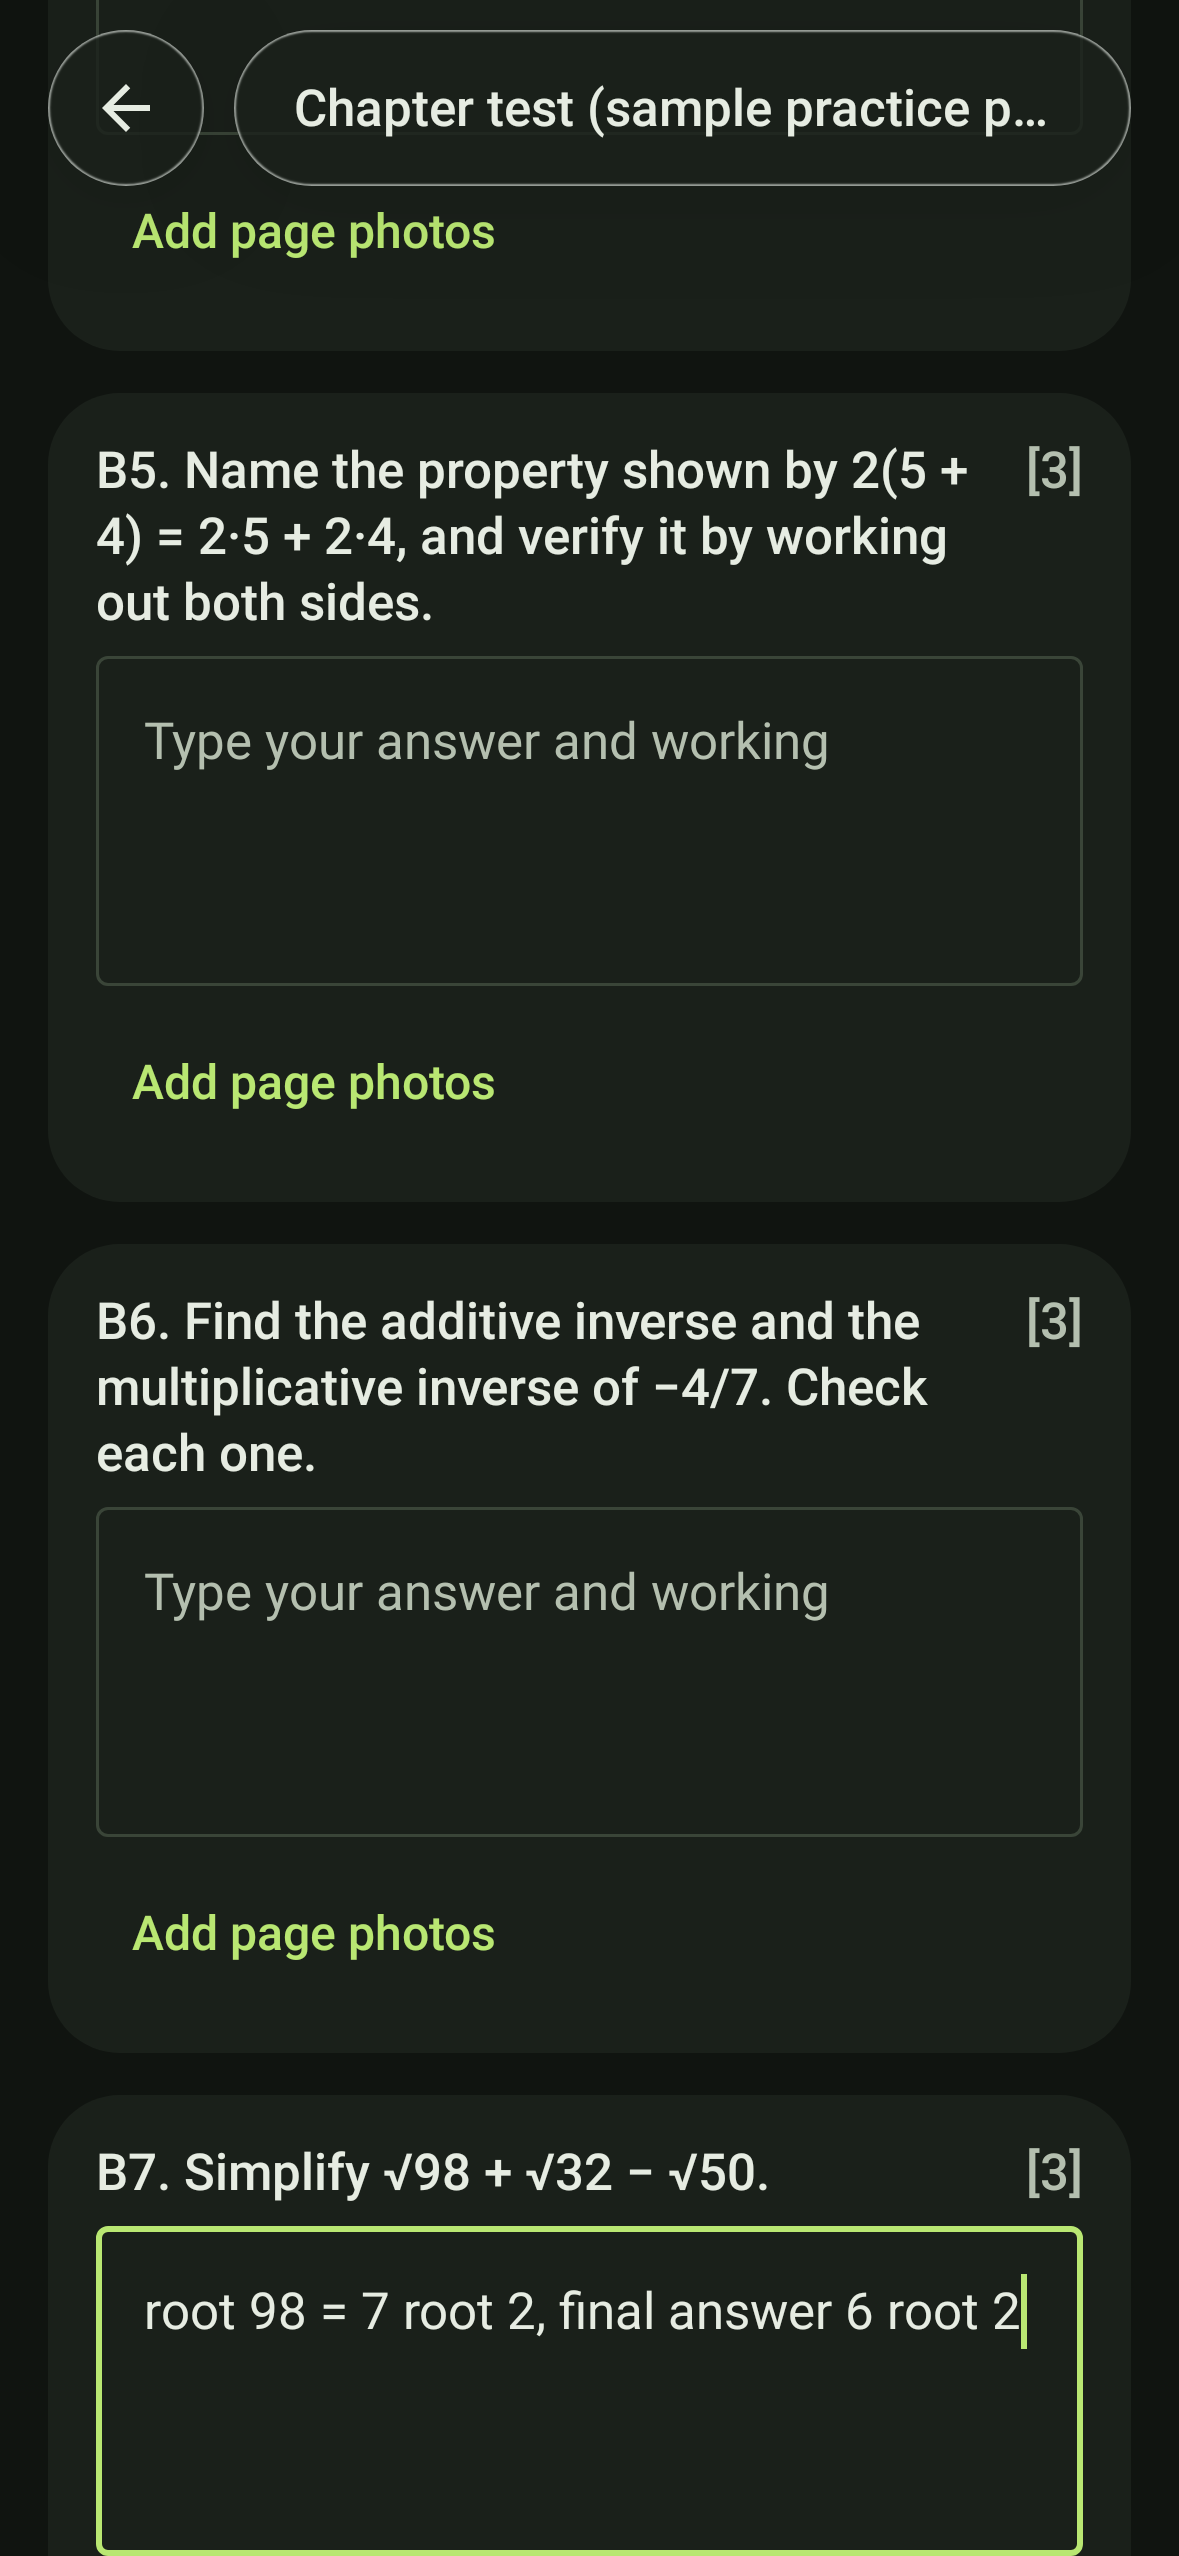 Chapter test (sample practice p...
Add page photos
B5. Name the property shown by 2(5 + [3]
4) = 2·5 + 2·4, and verify it by working
out both sides.
Type your answer and working
Add page photos
B6. Find the additive inverse and the [3]
multiplicative inverse of −4/7. Check
each one.
Type your answer and working
Add page photos
B7. Simplify √98 + √32 − √50. [3]
root 98 = 7 root 2, final answer 6 root 2